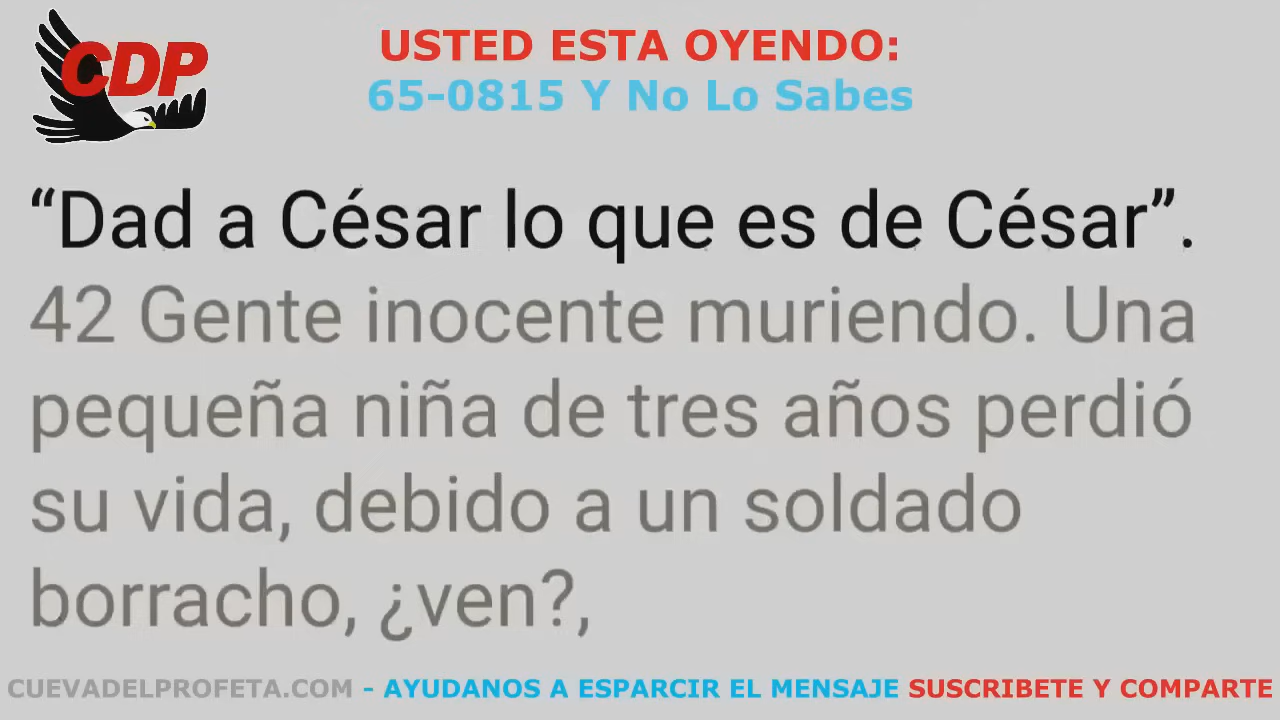 CDP
USTED ESTA OYENDO:
65-0815 Y No Lo Sabes
“Dad a César lo que es de César”.
42 Gente inocente muriendo. Una
pequeña niña de tres años perdió
su vida, debido a un soldado
borracho, ¿ven?,
CUEVADELPROFETA.COM - AYUDANOS A ESPARCIR EL MENSAJE SUSCRIBETE Y COMPARTE